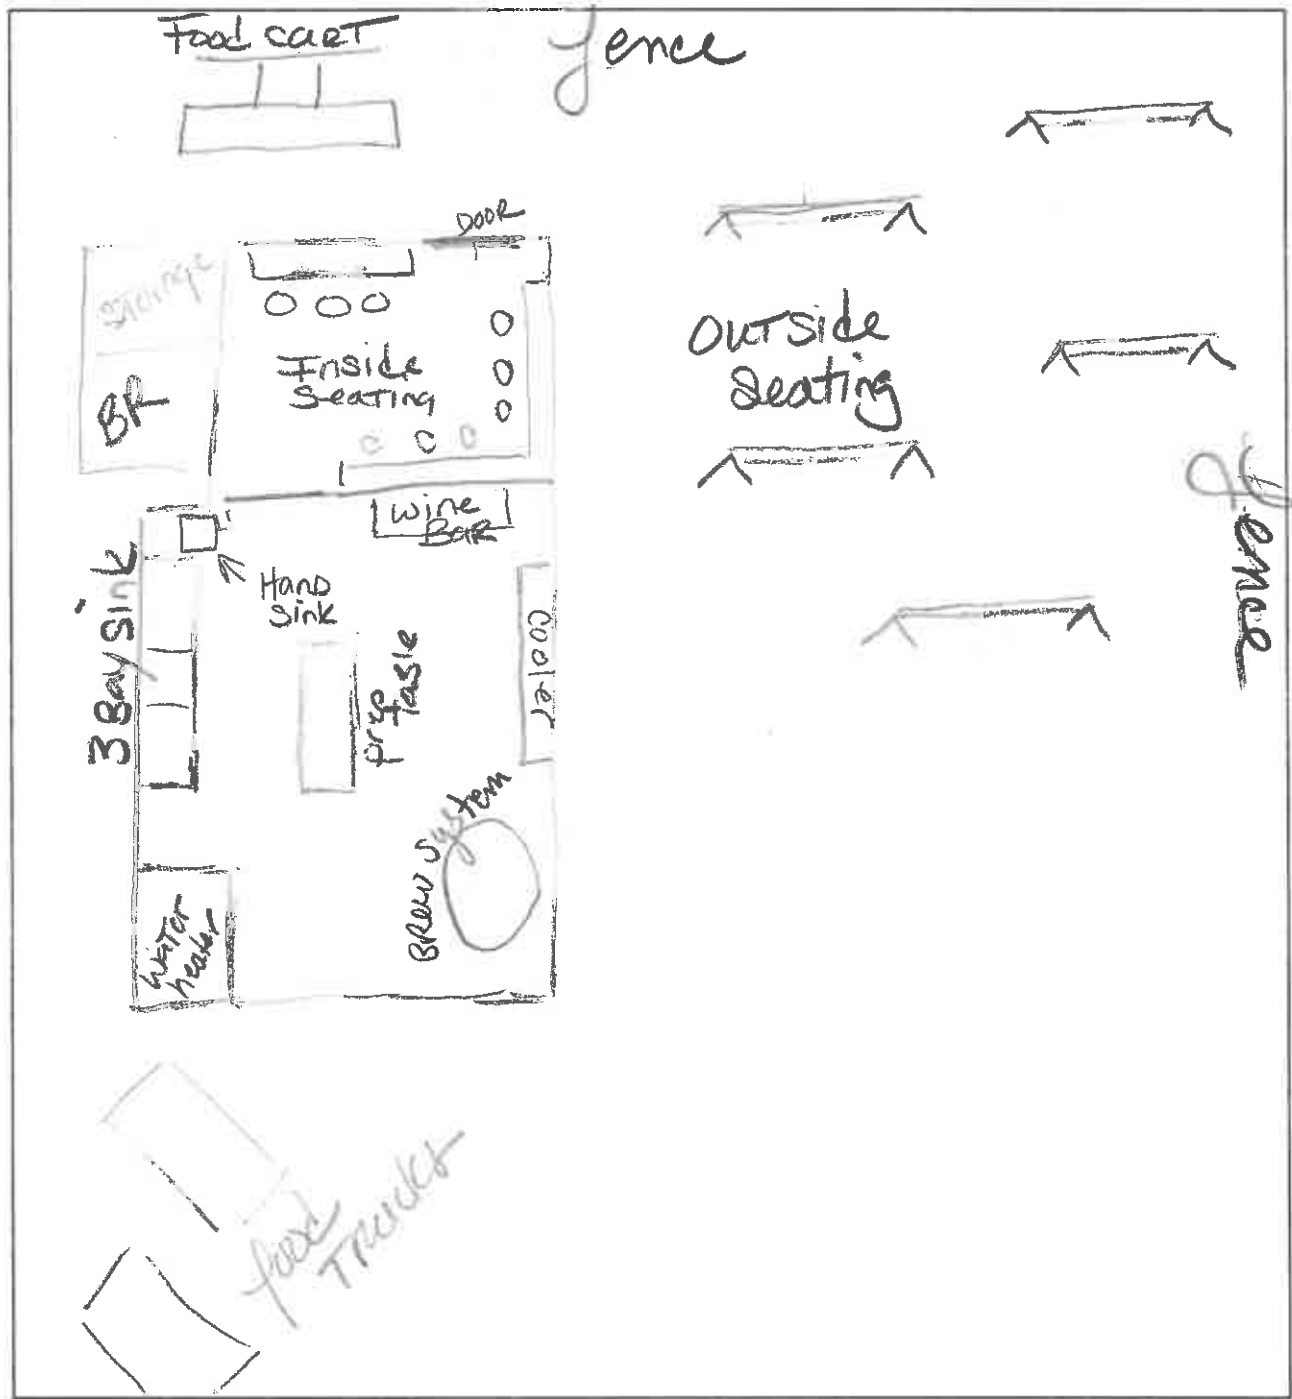 Food cart
fence
DOOR
Storage
BR
Inside
Seating
Outside
Seating
fence
Wine
Bar
Hand
Sink
3 Bay sink
prep
table
cooler
Brew system
Water
heater
food
Trucks